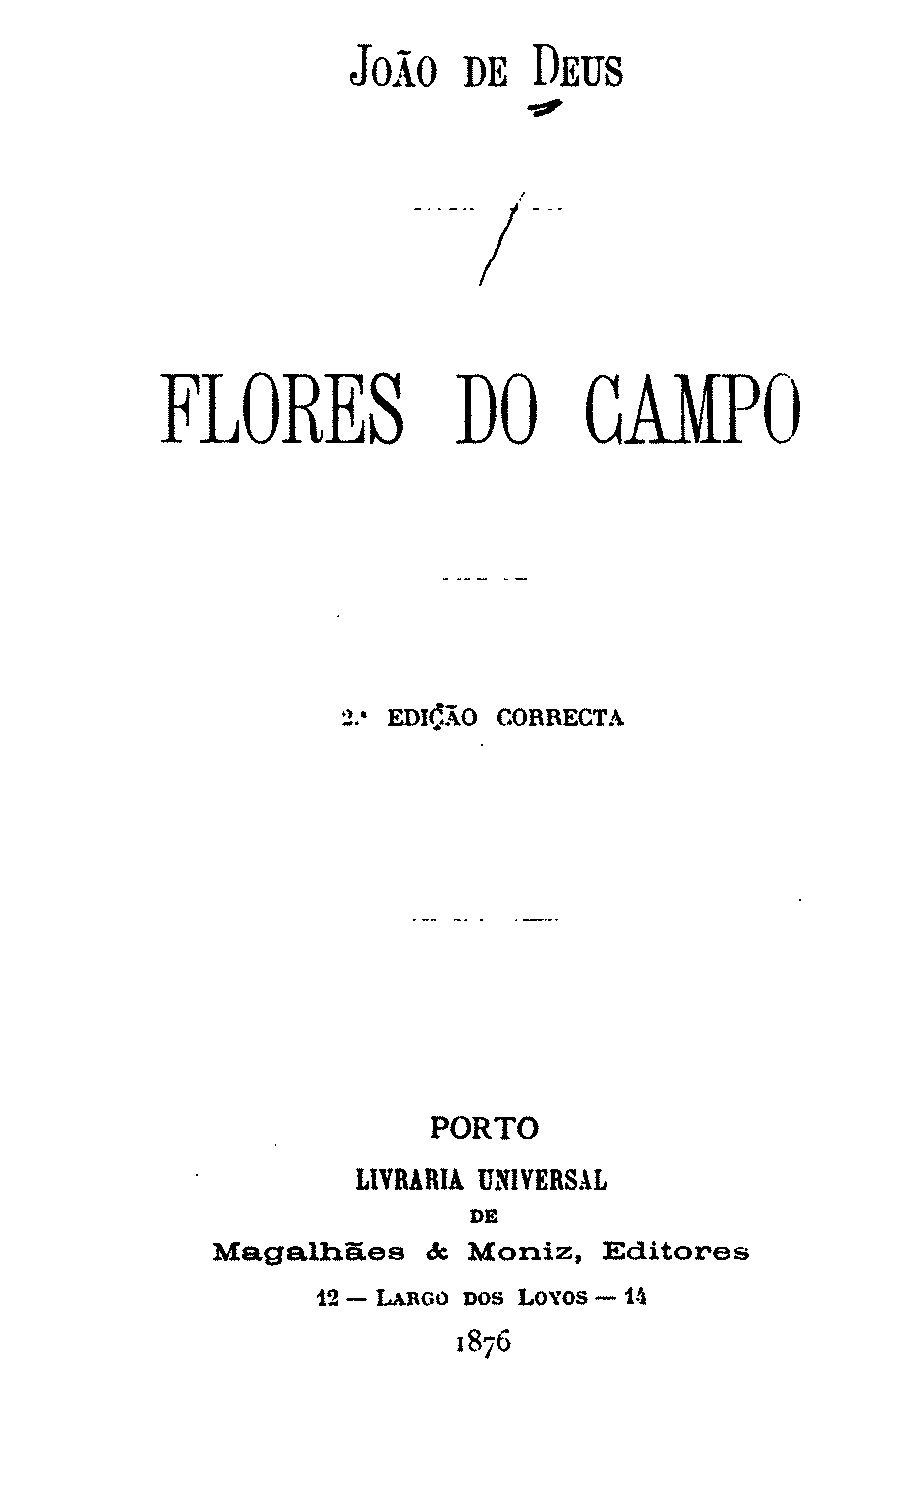 JOÃO DE DEUS
FLORES DO CAMPO
2.ª EDIÇÃO CORRECTA
PORTO
LIVRARIA UNIVERSAL
DE
Magalhães & Moniz, Editores
12 — LARGO DOS LOYOS — 14
1876